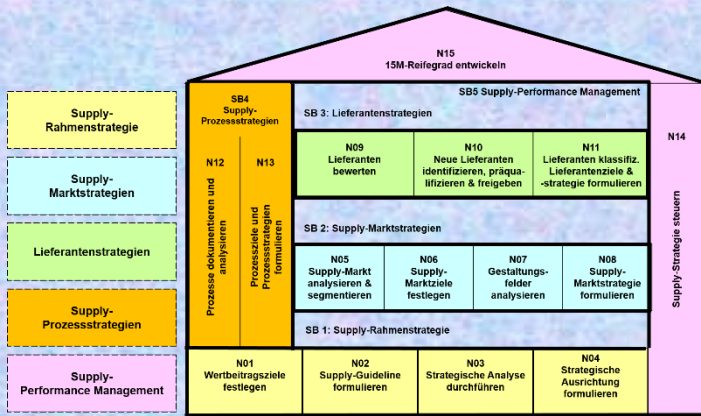 N15
15M-Reifegrad entwickeln
Supply-
Rahmenstrategie
Supply-
Marktstrategien
Lieferantenstrategien
Supply-
Prozessstrategien
Supply-
Performance Management
SB4
Supply-
Prozessstrategien
N12
Prozesse dokumentieren und
analysieren
N13
Prozessziele und
Prozessstrategien
formulieren
SB5 Supply-Performance Management
SB 3: Lieferantenstrategien
N09
Lieferanten
bewerten
N10
Neue Lieferanten
identifizieren, präqua-
lifizieren & freigeben
N11
Lieferanten klassifiz.
Lieferantenziele &
-strategie formulieren
SB 2: Supply-Marktstrategien
N05
Supply-Markt
analysieren &
segmentieren
N06
Supply-
Marktziele
festlegen
N07
Gestaltungs-
felder
analysieren
N08
Supply-
Marktstrategie
formulieren
SB 1: Supply-Rahmenstrategie
N01
Wertbeitragsziele
festlegen
N02
Supply-Guideline
formulieren
N03
Strategische Analyse
durchführen
N04
Strategische
Ausrichtung
formulieren
N14
Supply-Strategie steuern